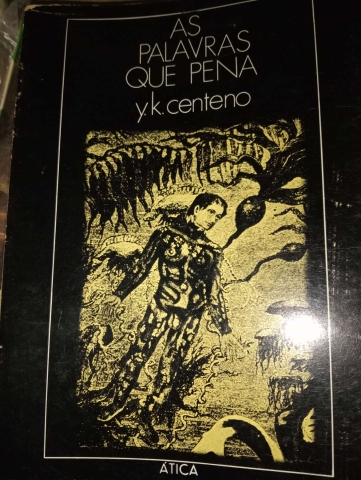 AS
PALAVRAS
QUE PENA
y.k. centeno
ÁTICA